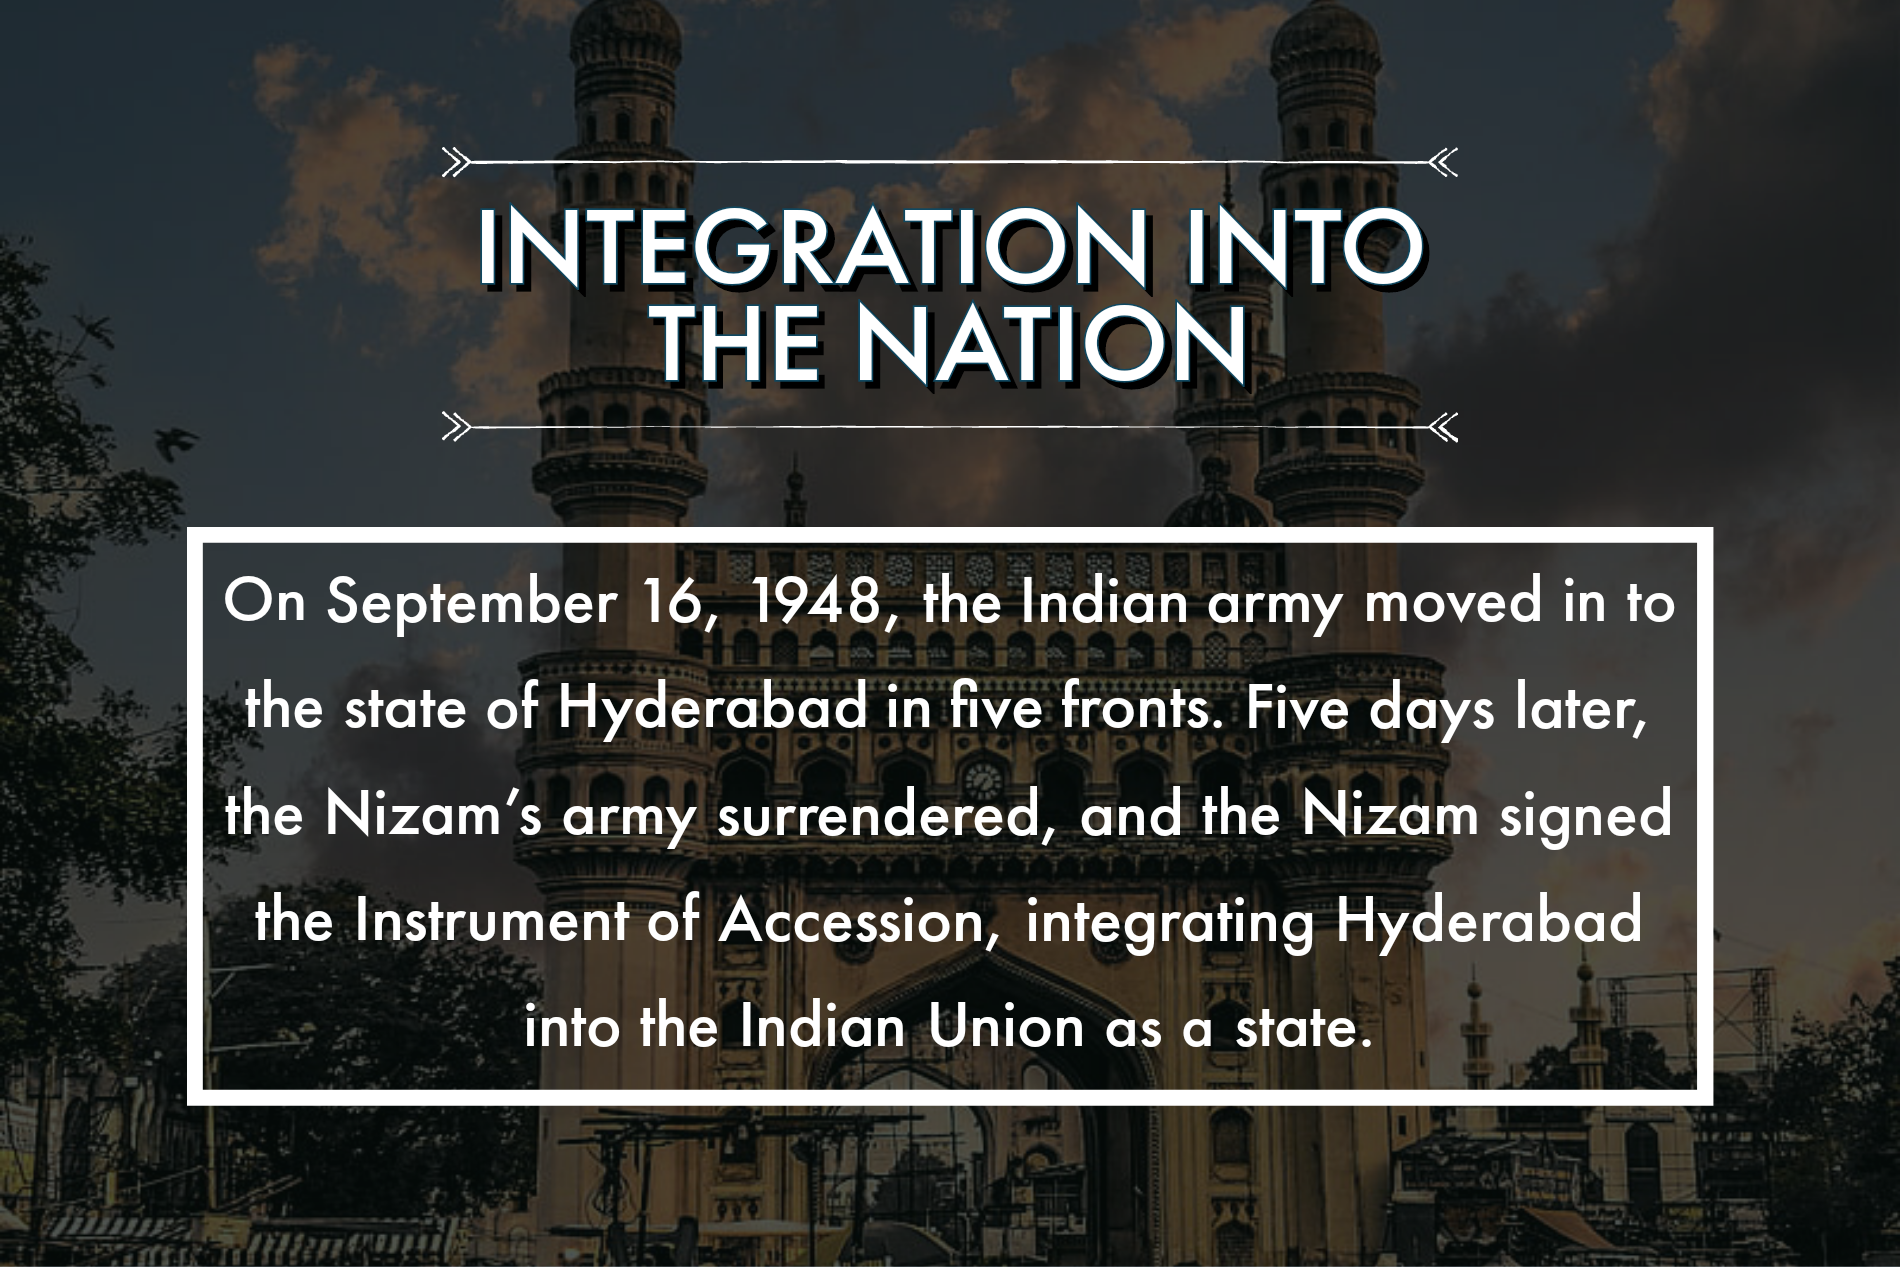 INTEGRATION INTO
THE NATION
On September 16, 1948, the Indian army moved in to
the state of Hyderabad in five fronts. Five days later,
the Nizam’s army surrendered, and the Nizam signed
the Instrument of Accession, integrating Hyderabad
into the Indian Union as a state.